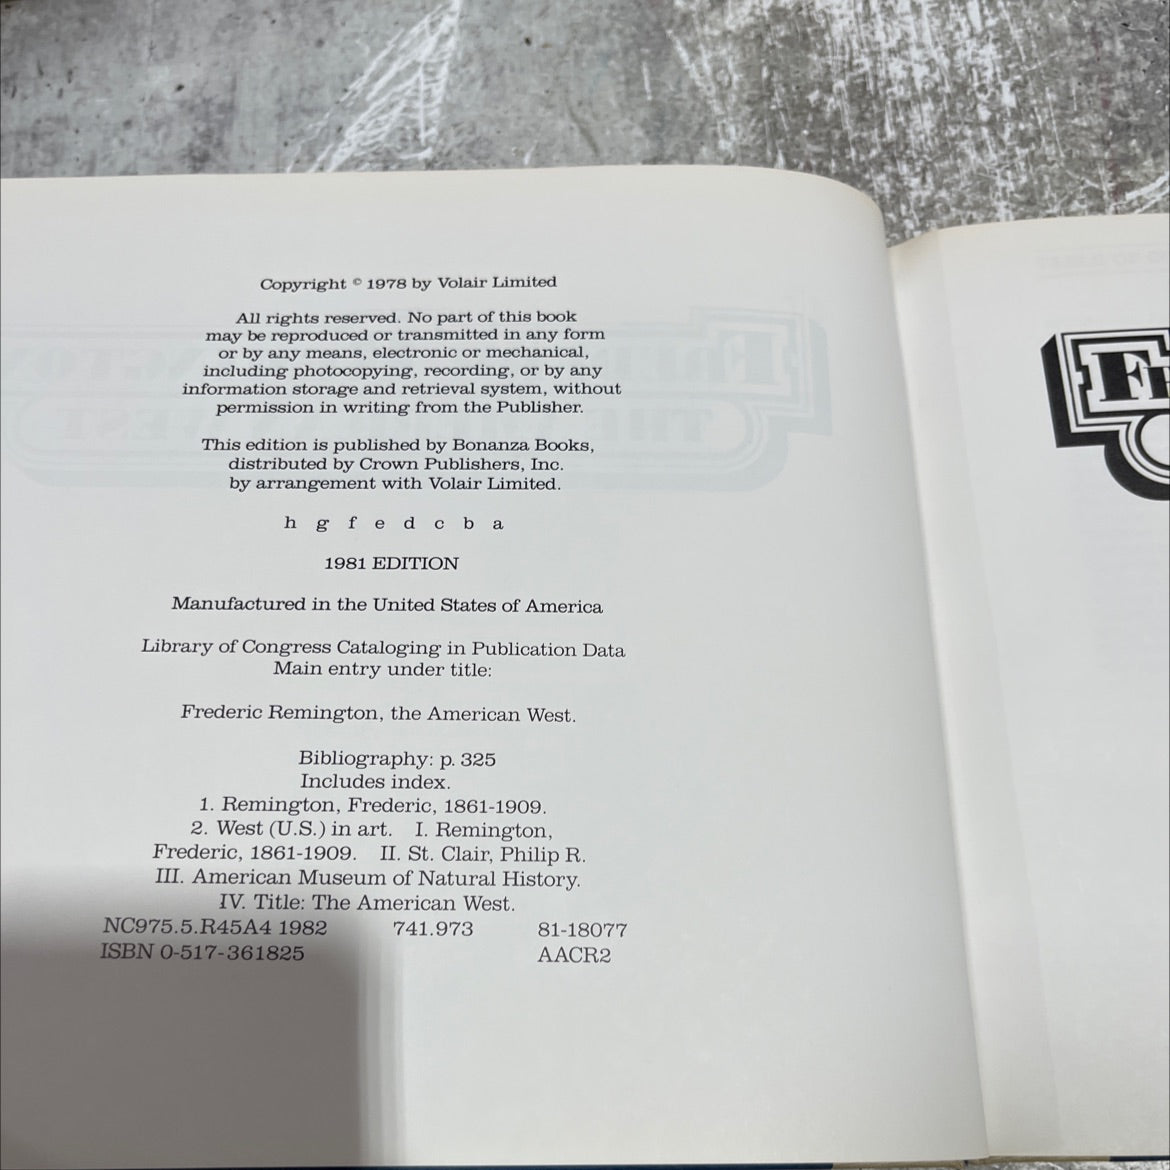 Copyright © 1978 by Volair Limited
All rights reserved. No part of this book
may be reproduced or transmitted in any form
or by any means, electronic or mechanical,
including photocopying, recording, or by any
information storage and retrieval system, without
permission in writing from the Publisher.
This edition is published by Bonanza Books,
distributed by Crown Publishers, Inc.
by arrangement with Volair Limited.
h g f e d c b a
1981 EDITION
Manufactured in the United States of America
Library of Congress Cataloging in Publication Data
Main entry under title:
Frederic Remington, the American West.
Bibliography: p. 325
Includes index.
1. Remington, Frederic, 1861-1909.
2. West (U.S.) in art. I. Remington,
Frederic, 1861-1909. II. St. Clair, Philip R.
III. American Museum of Natural History.
IV. Title: The American West.
NC975.5.R45A4 1982 741.973 81-18077
ISBN 0-517-361825 AACR2